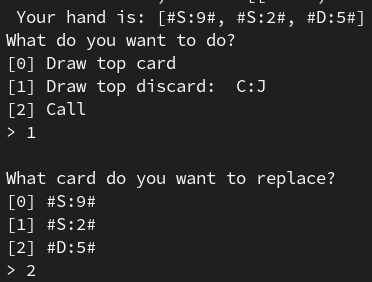 Your hand is: [#S:9#, #S:2#, #D:5#]
What do you want to do?
[0] Draw top card
[1] Draw top discard:  C:J
[2] Call
> 1

What card do you want to replace?
[0] #S:9#
[1] #S:2#
[2] #D:5#
> 2